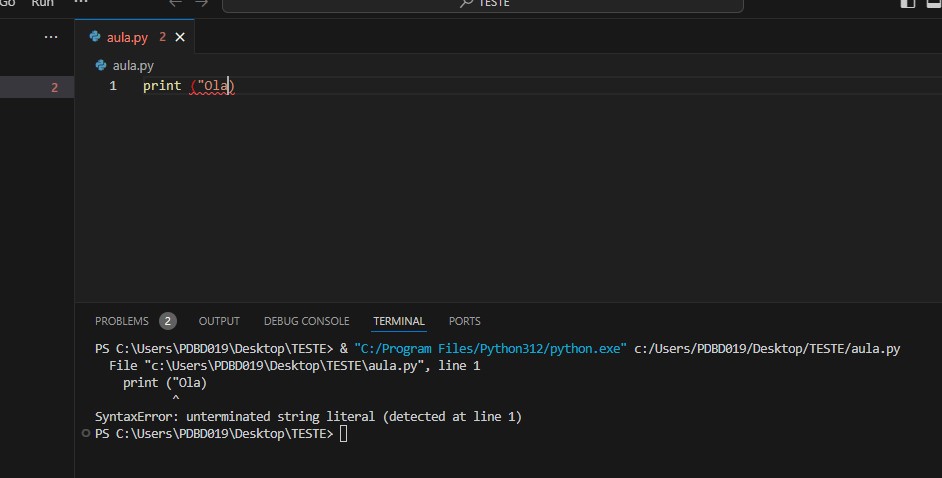 Go Run ... TESTE
... aula.py 2
aula.py
2 1 print ("Ola)
PROBLEMS 2 OUTPUT DEBUG CONSOLE TERMINAL PORTS
PS C:\Users\PDBD019\Desktop\TESTE> & "C:/Program Files/Python312/python.exe" c:/Users/PDBD019/Desktop/TESTE/aula.py
File "c:\Users\PDBD019\Desktop\TESTE\aula.py", line 1
print ("Ola)
^
SyntaxError: unterminated string literal (detected at line 1)
PS C:\Users\PDBD019\Desktop\TESTE>